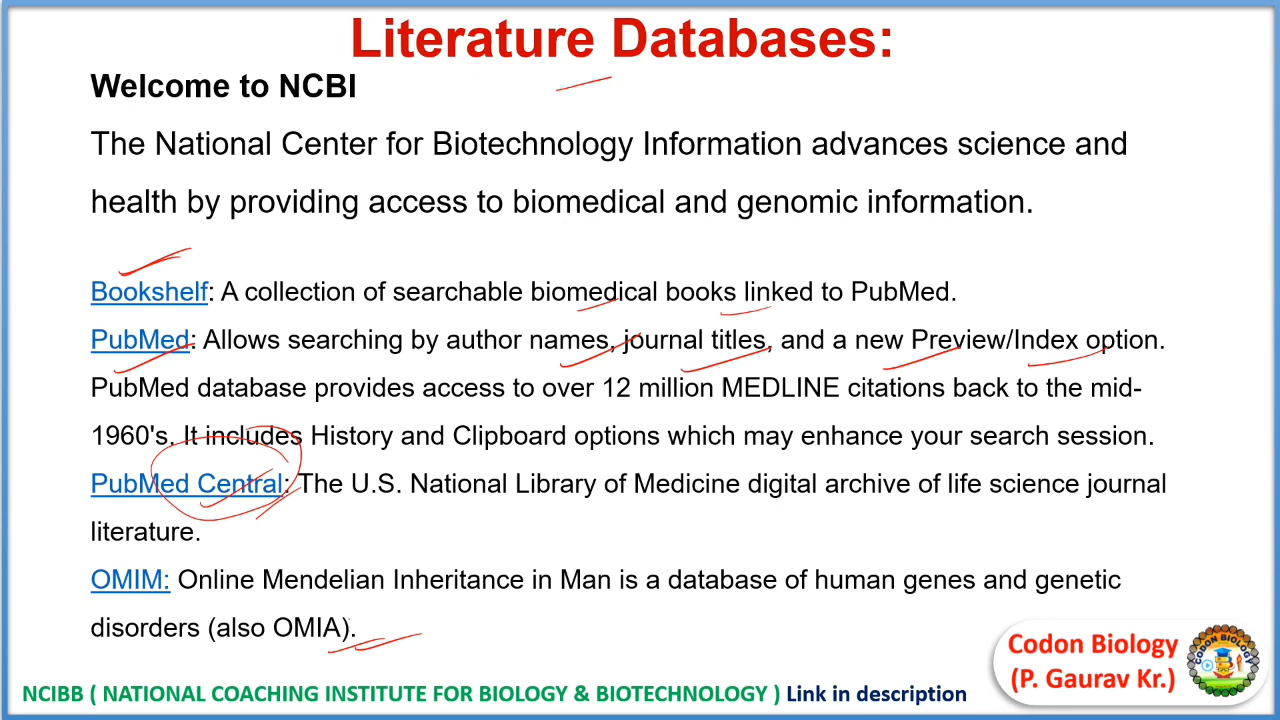 Literature Databases:
Welcome to NCBI
The National Center for Biotechnology Information advances science and
health by providing access to biomedical and genomic information.
Bookshelf: A collection of searchable biomedical books linked to PubMed.
PubMed: Allows searching by author names, journal titles, and a new Preview/Index option.
PubMed database provides access to over 12 million MEDLINE citations back to the mid-
1960's. It includes History and Clipboard options which may enhance your search session.
PubMed Central: The U.S. National Library of Medicine digital archive of life science journal
literature.
OMIM: Online Mendelian Inheritance in Man is a database of human genes and genetic
disorders (also OMIA).
Codon Biology
(P. Gaurav Kr.)
CODON BIOLOGY
NCIBB ( NATIONAL COACHING INSTITUTE FOR BIOLOGY & BIOTECHNOLOGY ) Link in description